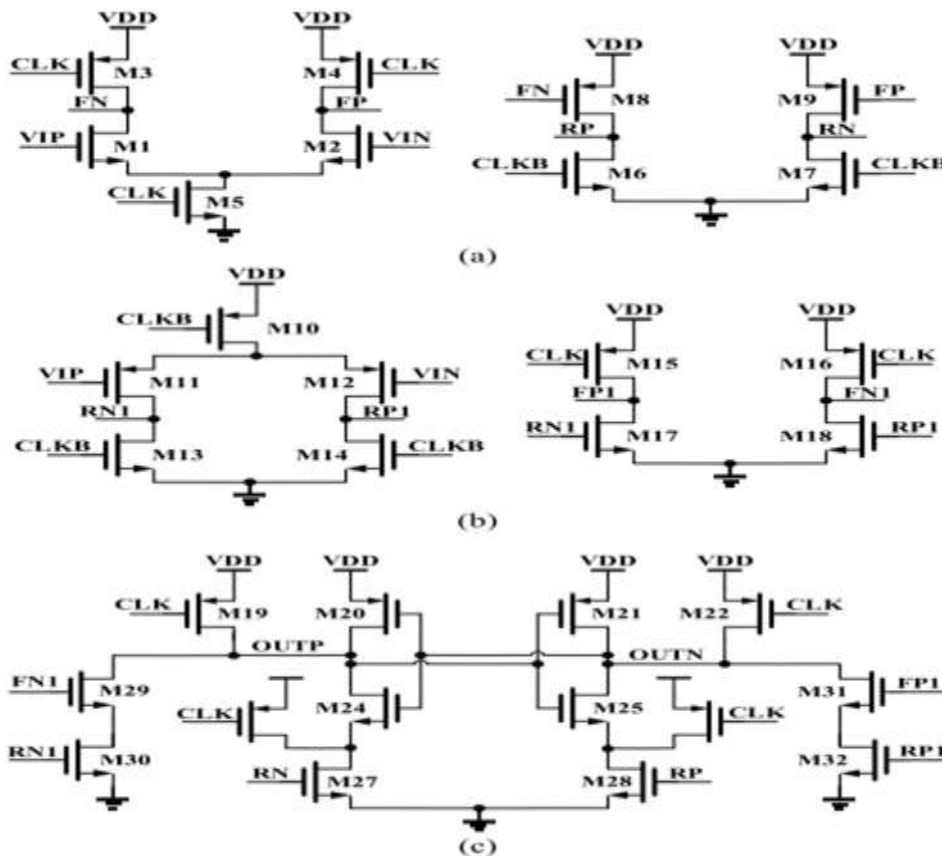 VDD VDD
CLK M3 M4 CLK
FN FP
VIP M1 M2 VIN
CLK M5
VDD VDD
FN M8 M9 FP
RP RN
CLKB M6 M7 CLKB
(a)
VDD
CLKB M10
VIP M11 M12 VIN
RN1 RP1
CLKB M13 M14 CLKB
VDD VDD
CLK M15 M16 CLK
FP1 FN1
RN1 M17 M18 RP1
(b)
VDD VDD VDD VDD
CLK M19 M20 M21 M22 CLK
OUTP OUTN
FN1 M29 CLK M24 M25 CLK M31 FP1
RN1 M30 RN M27 M28 RP M32 RP1
(c)